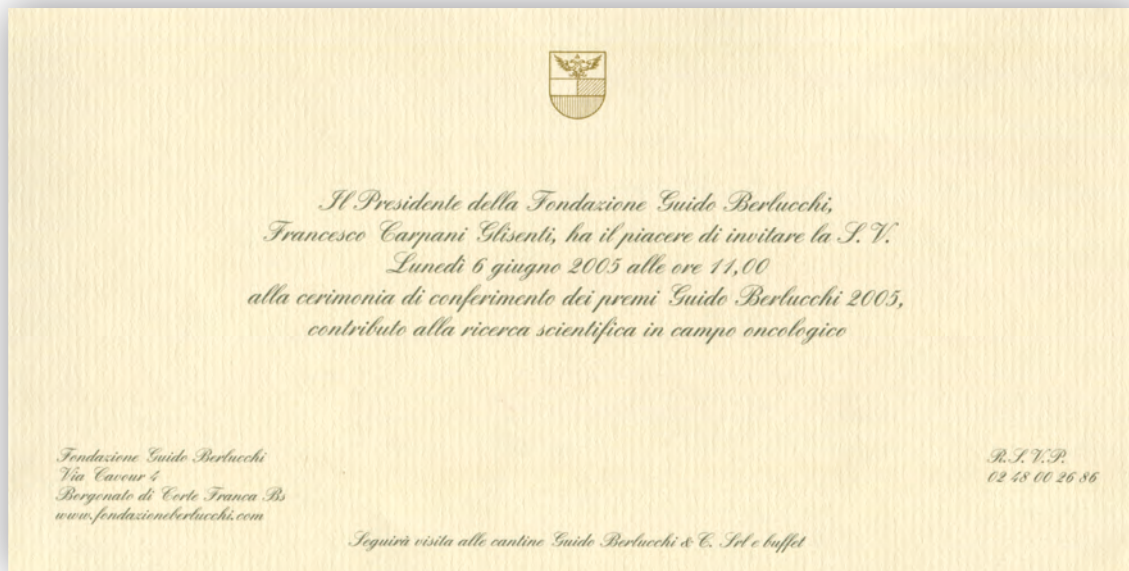 Il Presidente della Fondazione Guido Berlucchi,
Francesco Carpani Glisenti, ha il piacere di invitare la S. V.
Lunedì 6 giugno 2005 alle ore 11,00
alla cerimonia di conferimento dei premi Guido Berlucchi 2005,
contributo alla ricerca scientifica in campo oncologico
Fondazione Guido Berlucchi
Via Cavour 4
Borgonato di Corte Franca Bs
www.fondazioneberlucchi.com
R.S.V.P.
02 48 00 26 86
Seguirà visita alle cantine Guido Berlucchi & C. Srl e buffet